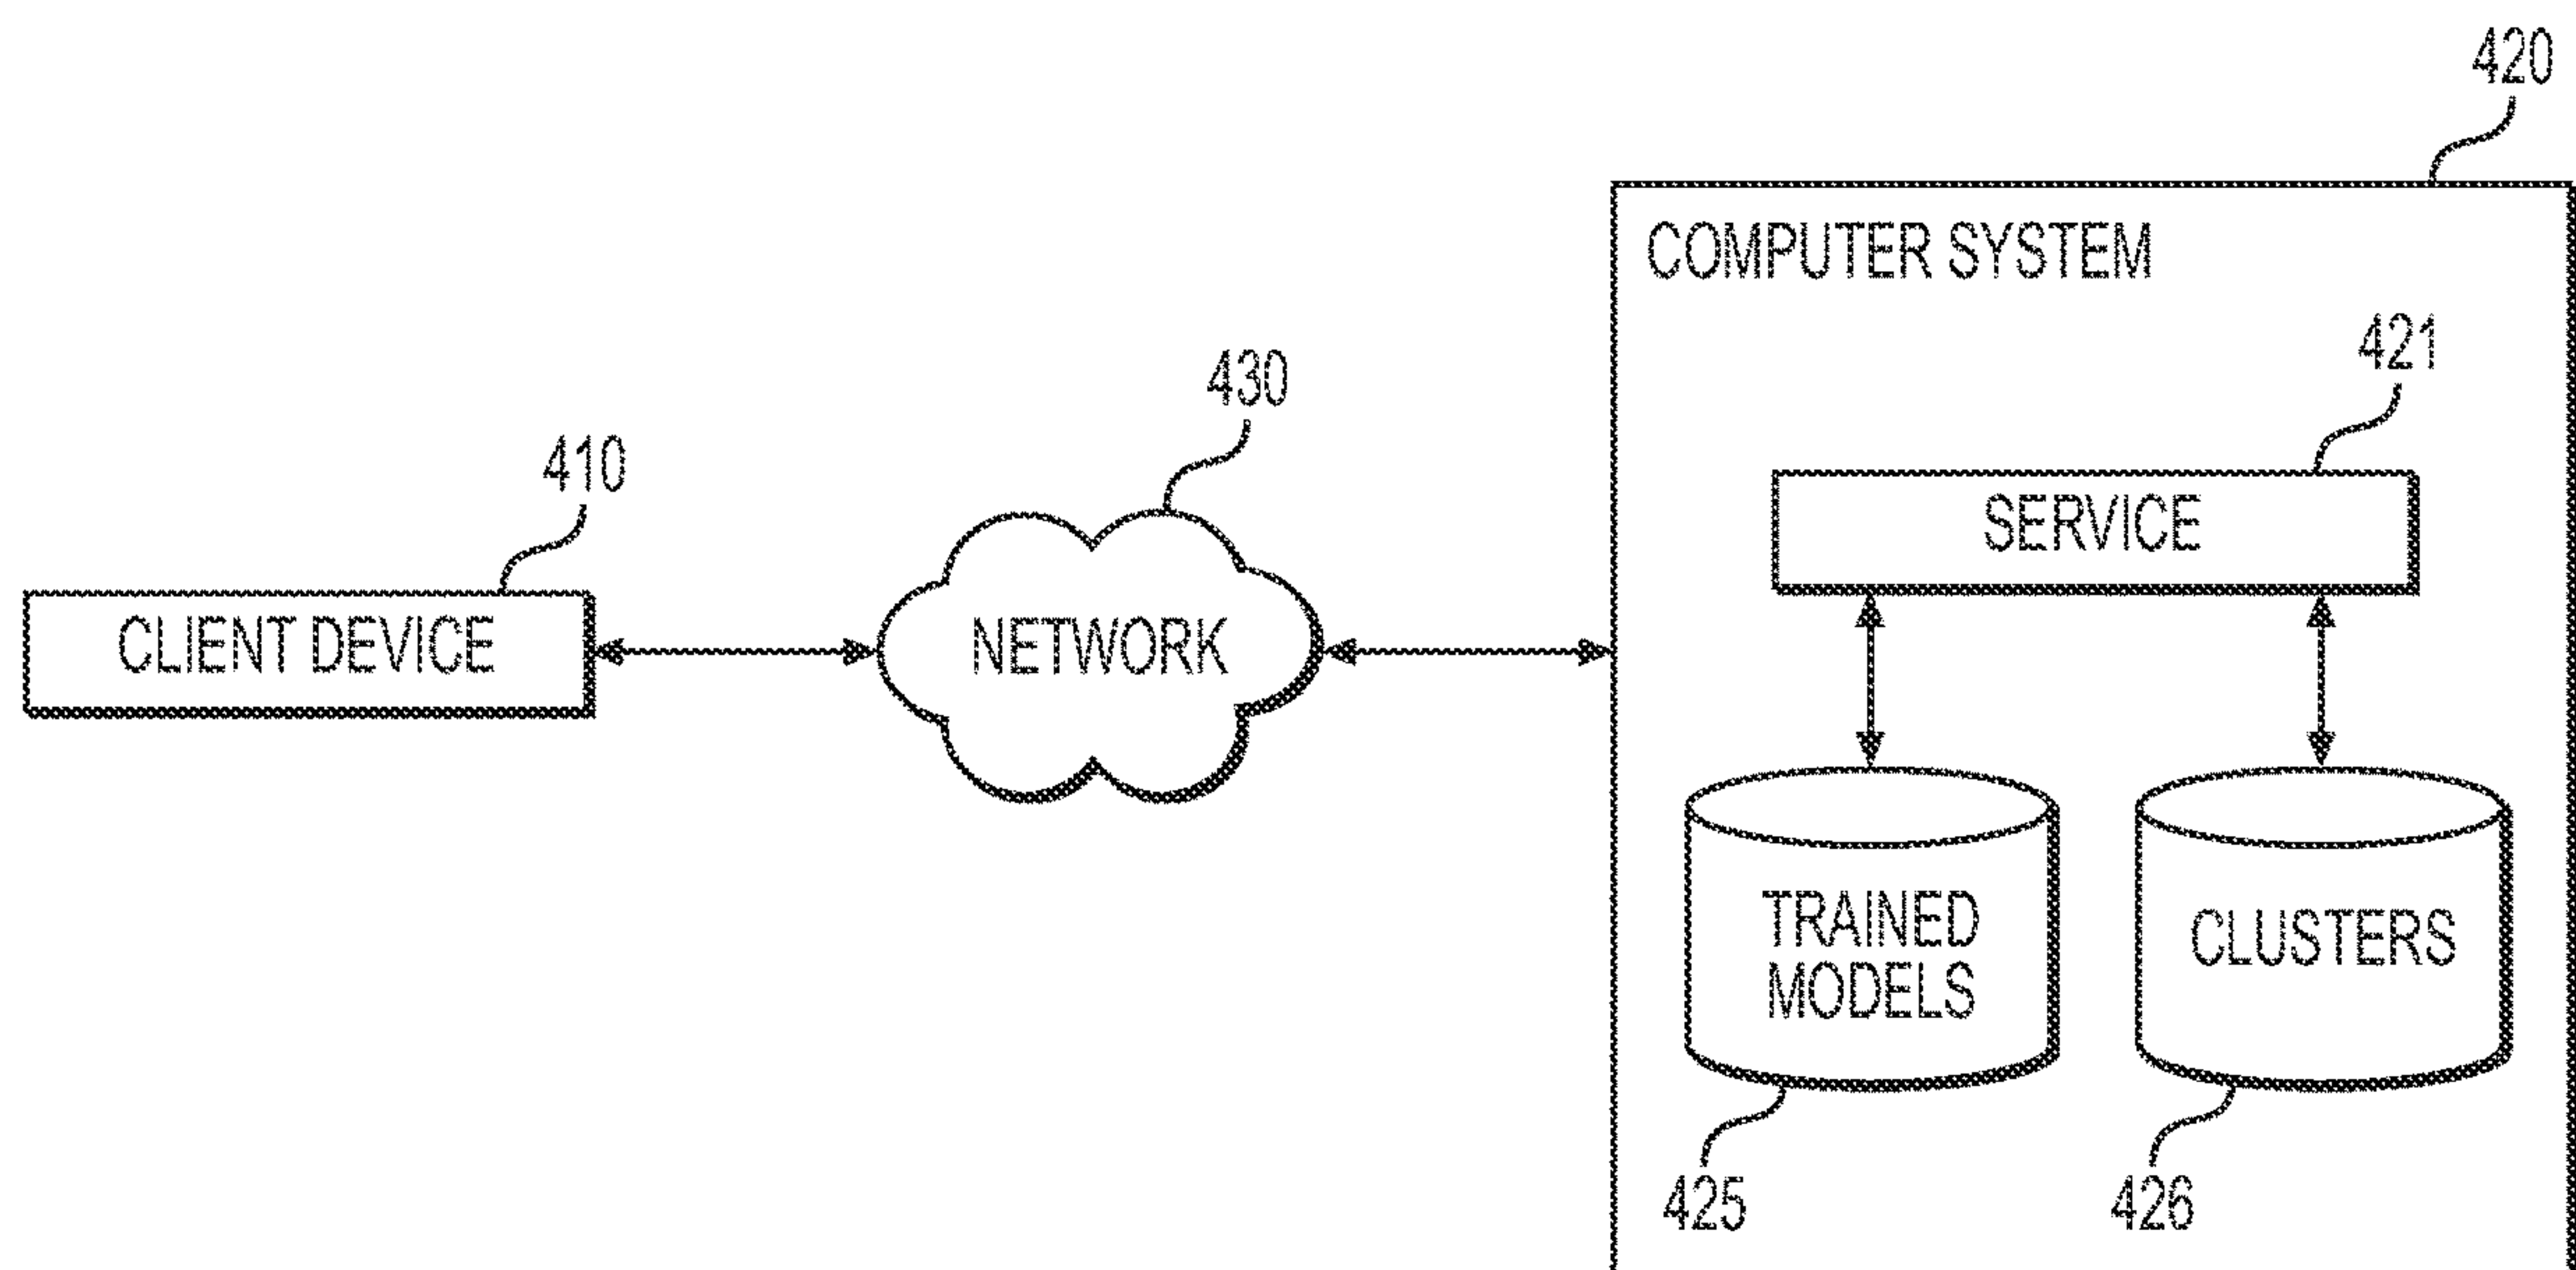 420
COMPUTER SYSTEM
421
430
410
SERVICE
CLIENT DEVICE
NETWORK
TRAINED
MODELS
CLUSTERS
425
426